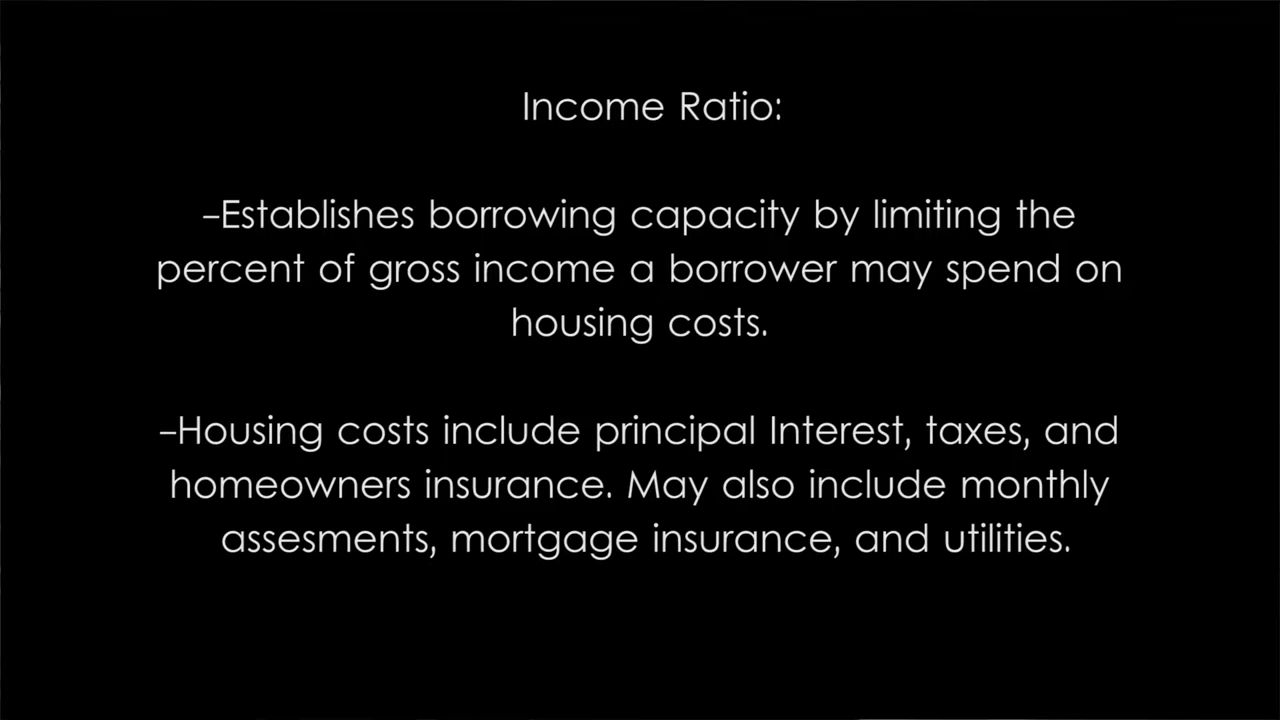 Income Ratio:
-Establishes borrowing capacity by limiting the
percent of gross income a borrower may spend on
housing costs.
-Housing costs include principal Interest, taxes, and
homeowners insurance. May also include monthly
assesments, mortgage insurance, and utilities.